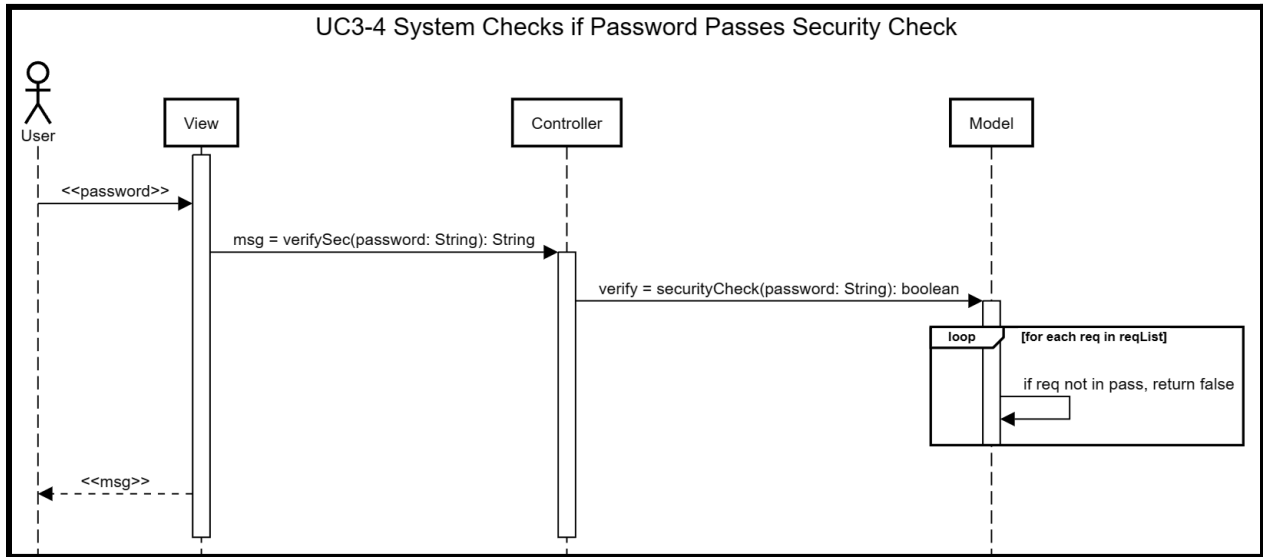 UC3-4 System Checks if Password Passes Security Check
User
View
Controller
Model
<<password>>
msg = verifySec(password: String): String
verify = securityCheck(password: String): boolean
loop
[for each req in reqList]
if req not in pass, return false
<<msg>>